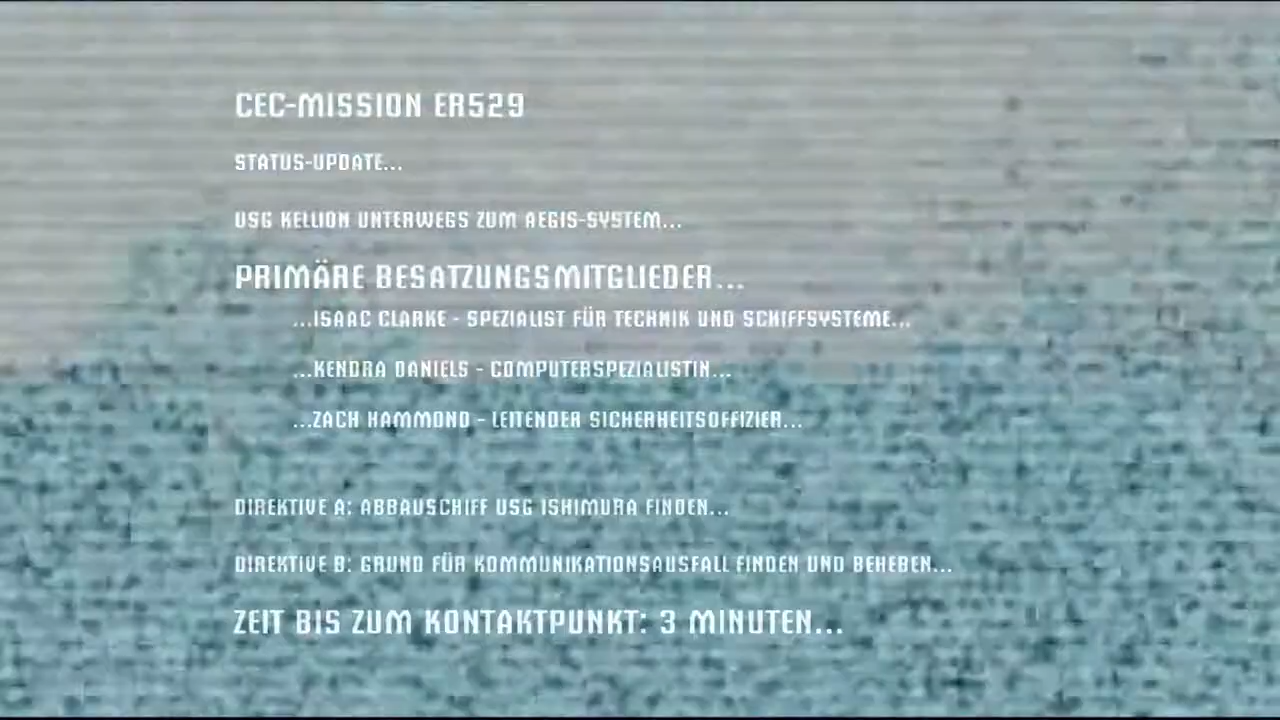 CEC-MISSION ER529
STATUS-UPDATE...
USG KELLION UNTERWEGS ZUM AEGIS-SYSTEM...
PRIMÄRE BESATZUNGSMITGLIEDER...
...ISAAC CLARKE - SPEZIALIST FÜR TECHNIK UND SCHIFFSYSTEME...
...KENDRA DANIELS - COMPUTERSPEZIALISTIN...
...ZACH HAMMOND - LEITENDER SICHERHEITSOFFIZIER...
DIREKTIVE A: ABBAUSCHIFF USG ISHIMURA FINDEN...
DIREKTIVE B: GRUND FÜR KOMMUNIKATIONSAUSFALL FINDEN UND BEHEBEN...
ZEIT BIS ZUM KONTAKTPUNKT: 3 MINUTEN...